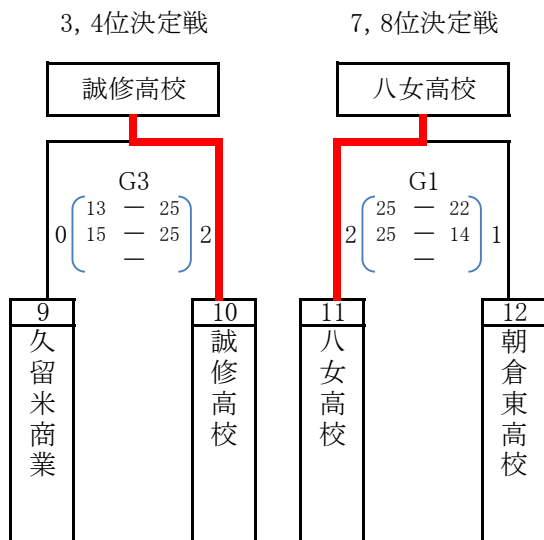 3, 4位決定戦
誠修高校
G3
13 － 25
0 15 － 25 2
－
9
久留米商業
10
誠修高校
7, 8位決定戦
八女高校
G1
25 － 22
2 25 － 14 1
－
11
八女高校
12
朝倉東高校